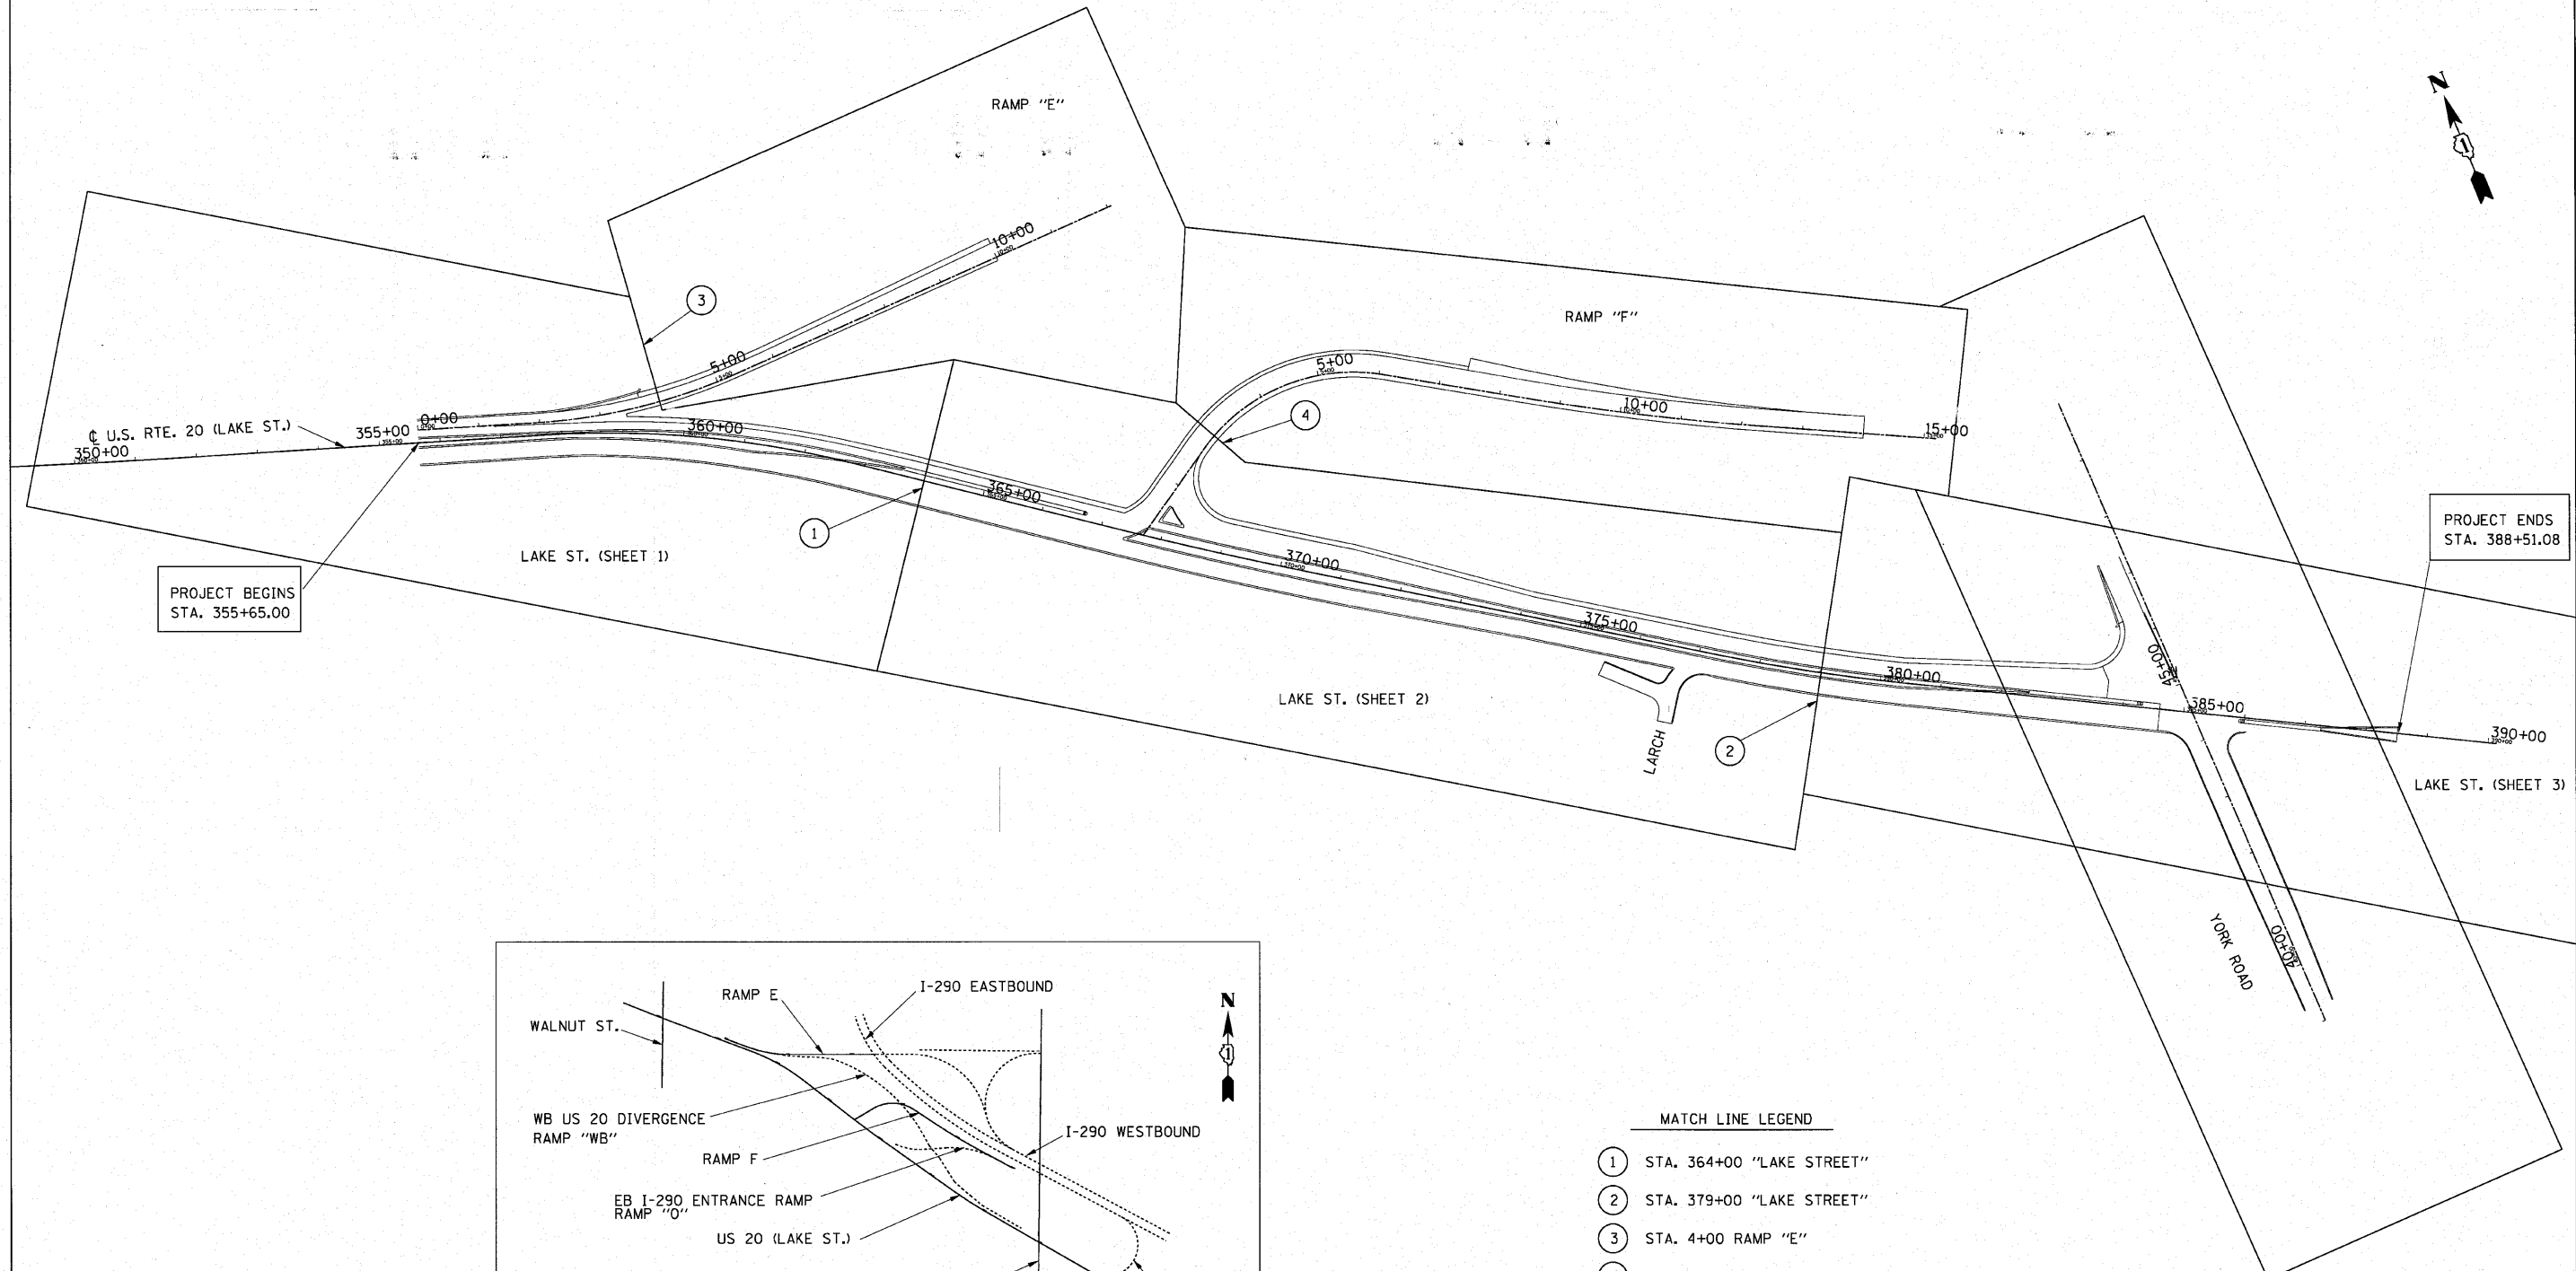 RAMP "E"
N
1
10+00
3
RAMP "F"
5+00
5+00
4
10+00
15+00
0+00
℄ U.S. RTE. 20 (LAKE ST.)
355+00
360+00
350+00
365+00
1
LAKE ST. (SHEET 1)
370+00
PROJECT BEGINS
STA. 355+65.00
PROJECT ENDS
STA. 388+51.08
375+00
45+00
380+00
385+00
390+00
LAKE ST. (SHEET 2)
LARCH
2
LAKE ST. (SHEET 3)
YORK ROAD
40+00
RAMP E
I-290 EASTBOUND
N
1
WALNUT ST.
WB US 20 DIVERGENCE
RAMP "WB"
I-290 WESTBOUND
RAMP F
EB I-290 ENTRANCE RAMP
RAMP "O"
US 20 (LAKE ST.)
MATCH LINE LEGEND
1 STA. 364+00 "LAKE STREET"
2 STA. 379+00 "LAKE STREET"
3 STA. 4+00 RAMP "E"